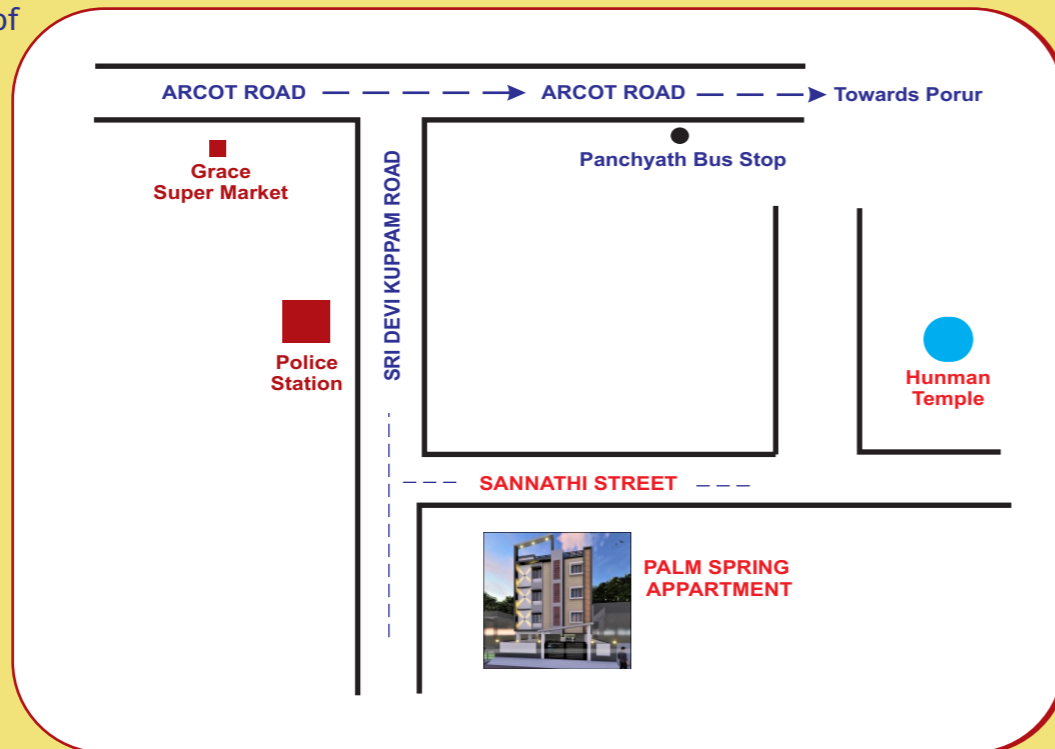 of
ARCOT ROAD
ARCOT ROAD
Towards Porur
Grace
Super Market
Panchyath Bus Stop
SRI DEVI KUPPAM ROAD
Police
Station
Hunman
Temple
SANNATHI STREET
PALM SPRING
APPARTMENT